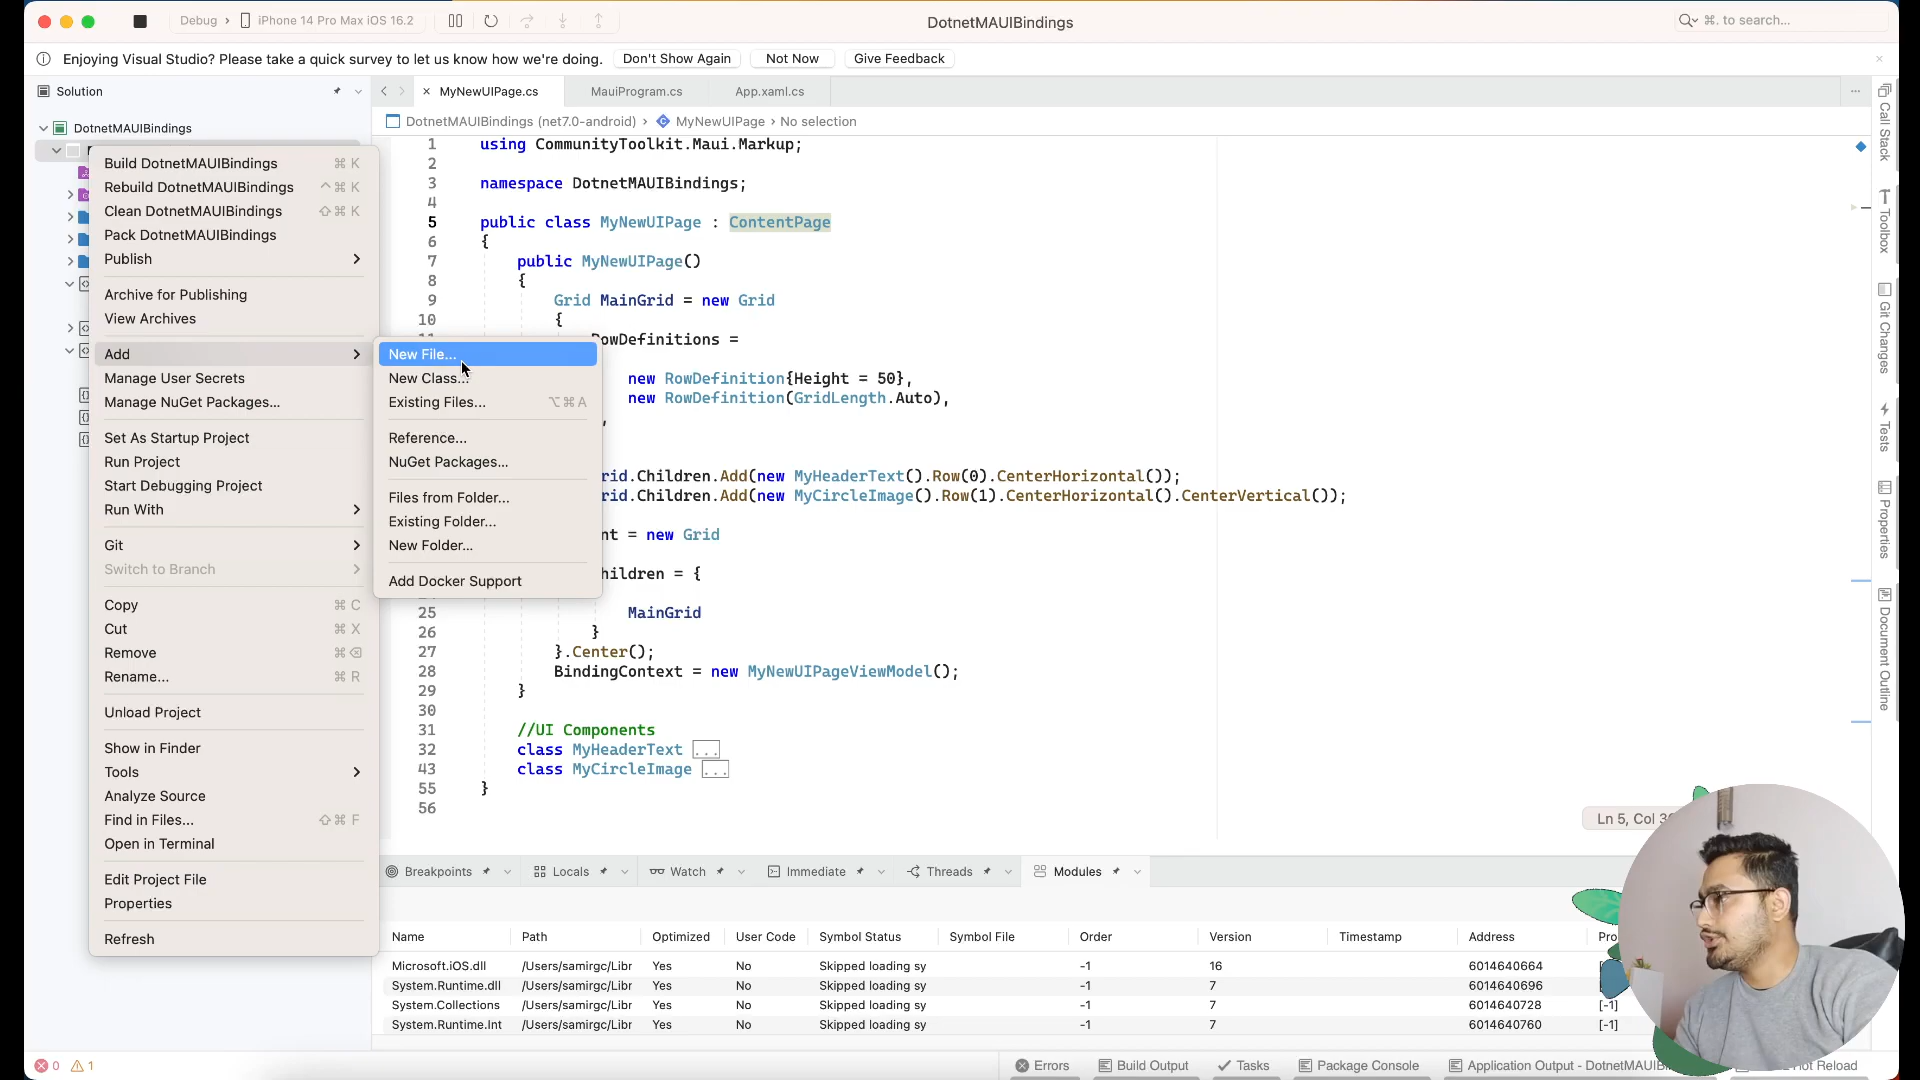 Debug › iPhone 14 Pro Max iOS 16.2
DotnetMAUIBindings
⌘. to search...
Enjoying Visual Studio? Please take a quick survey to let us know how we're doing.
Don't Show Again
Not Now
Give Feedback
Solution
MyNewUIPage.cs
MauiProgram.cs
App.xaml.cs
DotnetMAUIBindings
DotnetMAUIBindings (net7.0-android) › MyNewUIPage › No selection
Build DotnetMAUIBindings ⌘ K
Rebuild DotnetMAUIBindings ^⌘ K
Clean DotnetMAUIBindings ⇧⌘ K
Pack DotnetMAUIBindings
Publish
Archive for Publishing
View Archives
Add
Manage User Secrets
Manage NuGet Packages...
Set As Startup Project
Run Project
Start Debugging Project
Run With
Git
Switch to Branch
Copy ⌘ C
Cut ⌘ X
Remove ⌘⌫
Rename... ⌘ R
Unload Project
Show in Finder
Tools
Analyze Source
Find in Files... ⇧⌘ F
Open in Terminal
Edit Project File
Properties
Refresh
New File...
New Class...
Existing Files... ⌥⌘A
Reference...
NuGet Packages...
Files from Folder...
Existing Folder...
New Folder...
Add Docker Support
1 using CommunityToolkit.Maui.Markup;
2
3 namespace DotnetMAUIBindings;
4
5 public class MyNewUIPage : ContentPage
6 {
7 public MyNewUIPage()
8 {
9 Grid MainGrid = new Grid
10 {
owDefinitions =
new RowDefinition{Height = 50},
new RowDefinition(GridLength.Auto),
,
rid.Children.Add(new MyHeaderText().Row(0).CenterHorizontal());
rid.Children.Add(new MyCircleImage().Row(1).CenterHorizontal().CenterVertical());
nt = new Grid
hildren = {
25 MainGrid
26 }
27 }.Center();
28 BindingContext = new MyNewUIPageViewModel();
29 }
30
31 //UI Components
32 class MyHeaderText ...
43 class MyCircleImage ...
55 }
56
Ln 5, Col
Call Stack
Toolbox
Git Changes
Tests
Properties
Document Outline
Breakpoints
Locals
Watch
Immediate
Threads
Modules
Name Path Optimized User Code Symbol Status Symbol File Order Version Timestamp Address Pro
Microsoft.iOS.dll /Users/samirgc/Libr Yes No Skipped loading sy -1 16 6014640664
System.Runtime.dll /Users/samirgc/Libr Yes No Skipped loading sy -1 7 6014640696
System.Collections /Users/samirgc/Libr Yes No Skipped loading sy -1 7 6014640728 [-1]
System.Runtime.Int /Users/samirgc/Libr Yes No Skipped loading sy -1 7 6014640760 [-1]
0 1
Errors
Build Output
Tasks
Package Console
Application Output - DotnetMAUIBi
Hot Reload